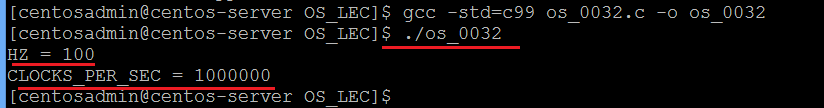 [centosadmin@centos-server OS_LEC]$ gcc -std=c99 os_0032.c -o os_0032
[centosadmin@centos-server OS_LEC]$ ./os_0032
HZ = 100
CLOCKS_PER_SEC = 1000000
[centosadmin@centos-server OS_LEC]$